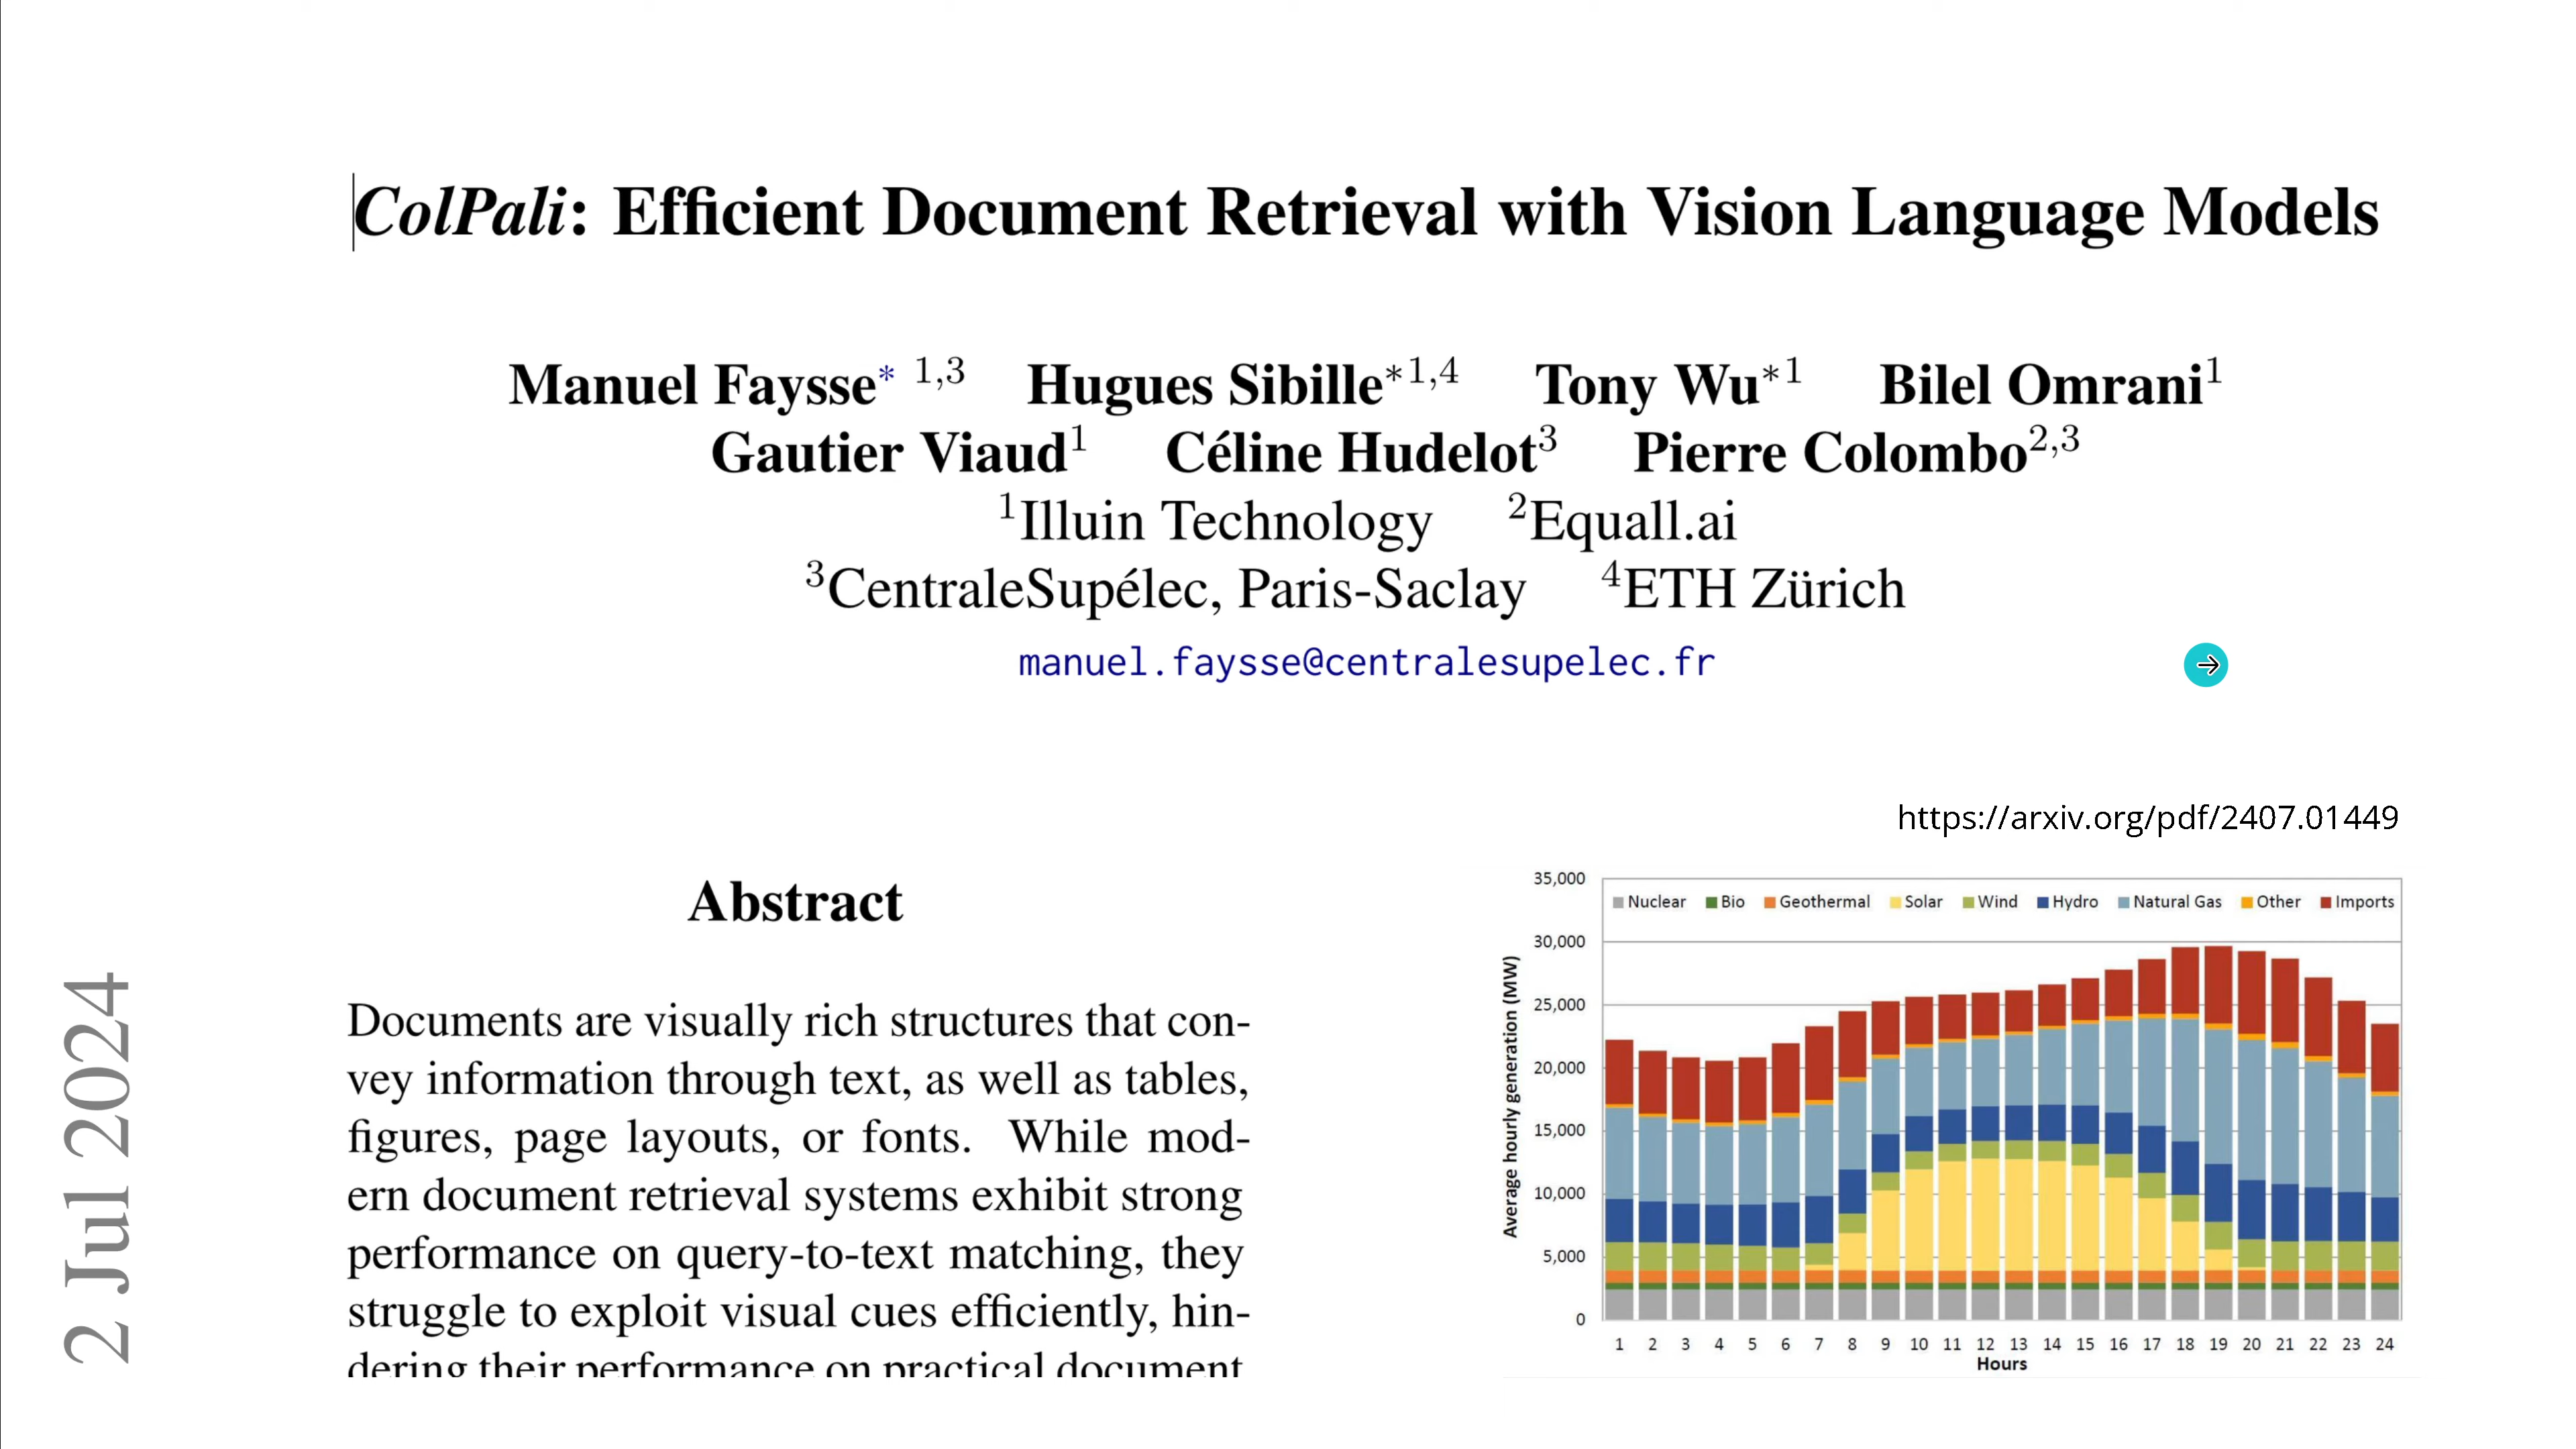 ColPali: Efficient Document Retrieval with Vision Language Models
Manuel Faysse* 1,3 Hugues Sibille*1,4 Tony Wu*1 Bilel Omrani1
Gautier Viaud1 Céline Hudelot3 Pierre Colombo2,3
1Illuin Technology 2Equall.ai
3CentraleSupélec, Paris-Saclay 4ETH Zürich
manuel.faysse@centralesupelec.fr
2 Jul 2024
Abstract
Documents are visually rich structures that con-
vey information through text, as well as tables,
figures, page layouts, or fonts. While mod-
ern document retrieval systems exhibit strong
performance on query-to-text matching, they
struggle to exploit visual cues efficiently, hin-
dering their performance on practical document
https://arxiv.org/pdf/2407.01449
Nuclear Bio Geothermal Solar Wind Hydro Natural Gas Other Imports
Average hourly generation (MW)
35,000
30,000
25,000
20,000
15,000
10,000
5,000
0
1 2 3 4 5 6 7 8 9 10 11 12 13 14 15 16 17 18 19 20 21 22 23 24
Hours